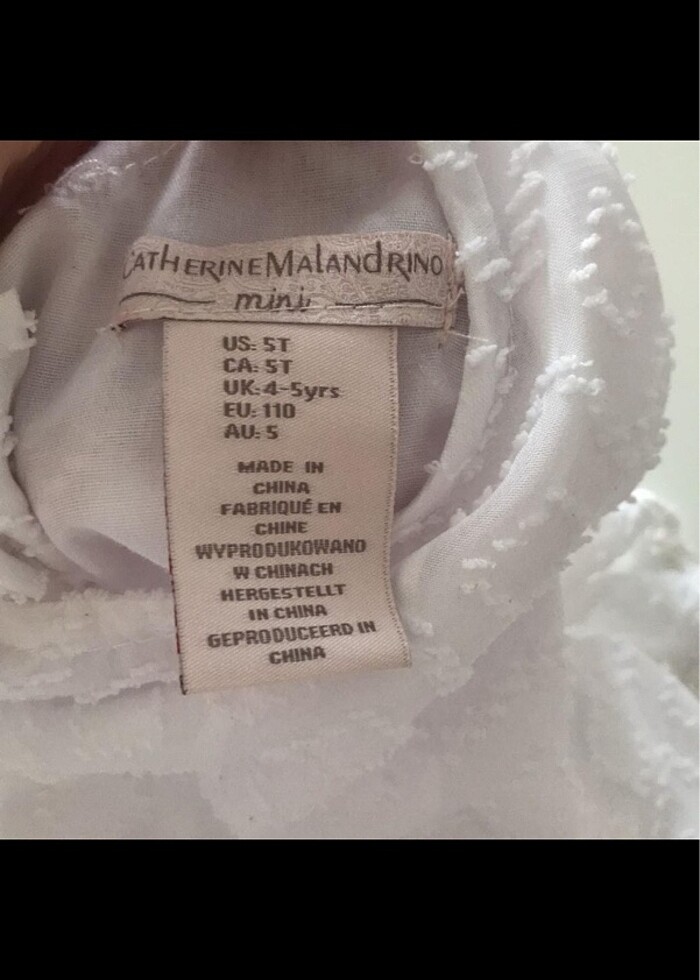 CATHERINE MALANDRINO
mini
US: 5T
CA: 5T
UK: 4-5yrs
EU: 110
AU: 5
MADE IN
CHINA
FABRIQUÉ EN
CHINE
WYPRODUKOWANO
W CHINACH
HERGESTELLT
IN CHINA
GEPRODUCEERD IN
CHINA